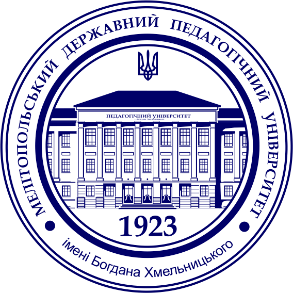 МЕЛІТОПОЛЬСЬКИЙ ДЕРЖАВНИЙ ПЕДАГОГІЧНИЙ УНІВЕРСИТЕТ
ПЕДАГОГІЧНИЙ УНІВЕРСИТЕТ
1923
імені Богдана Хмельницького